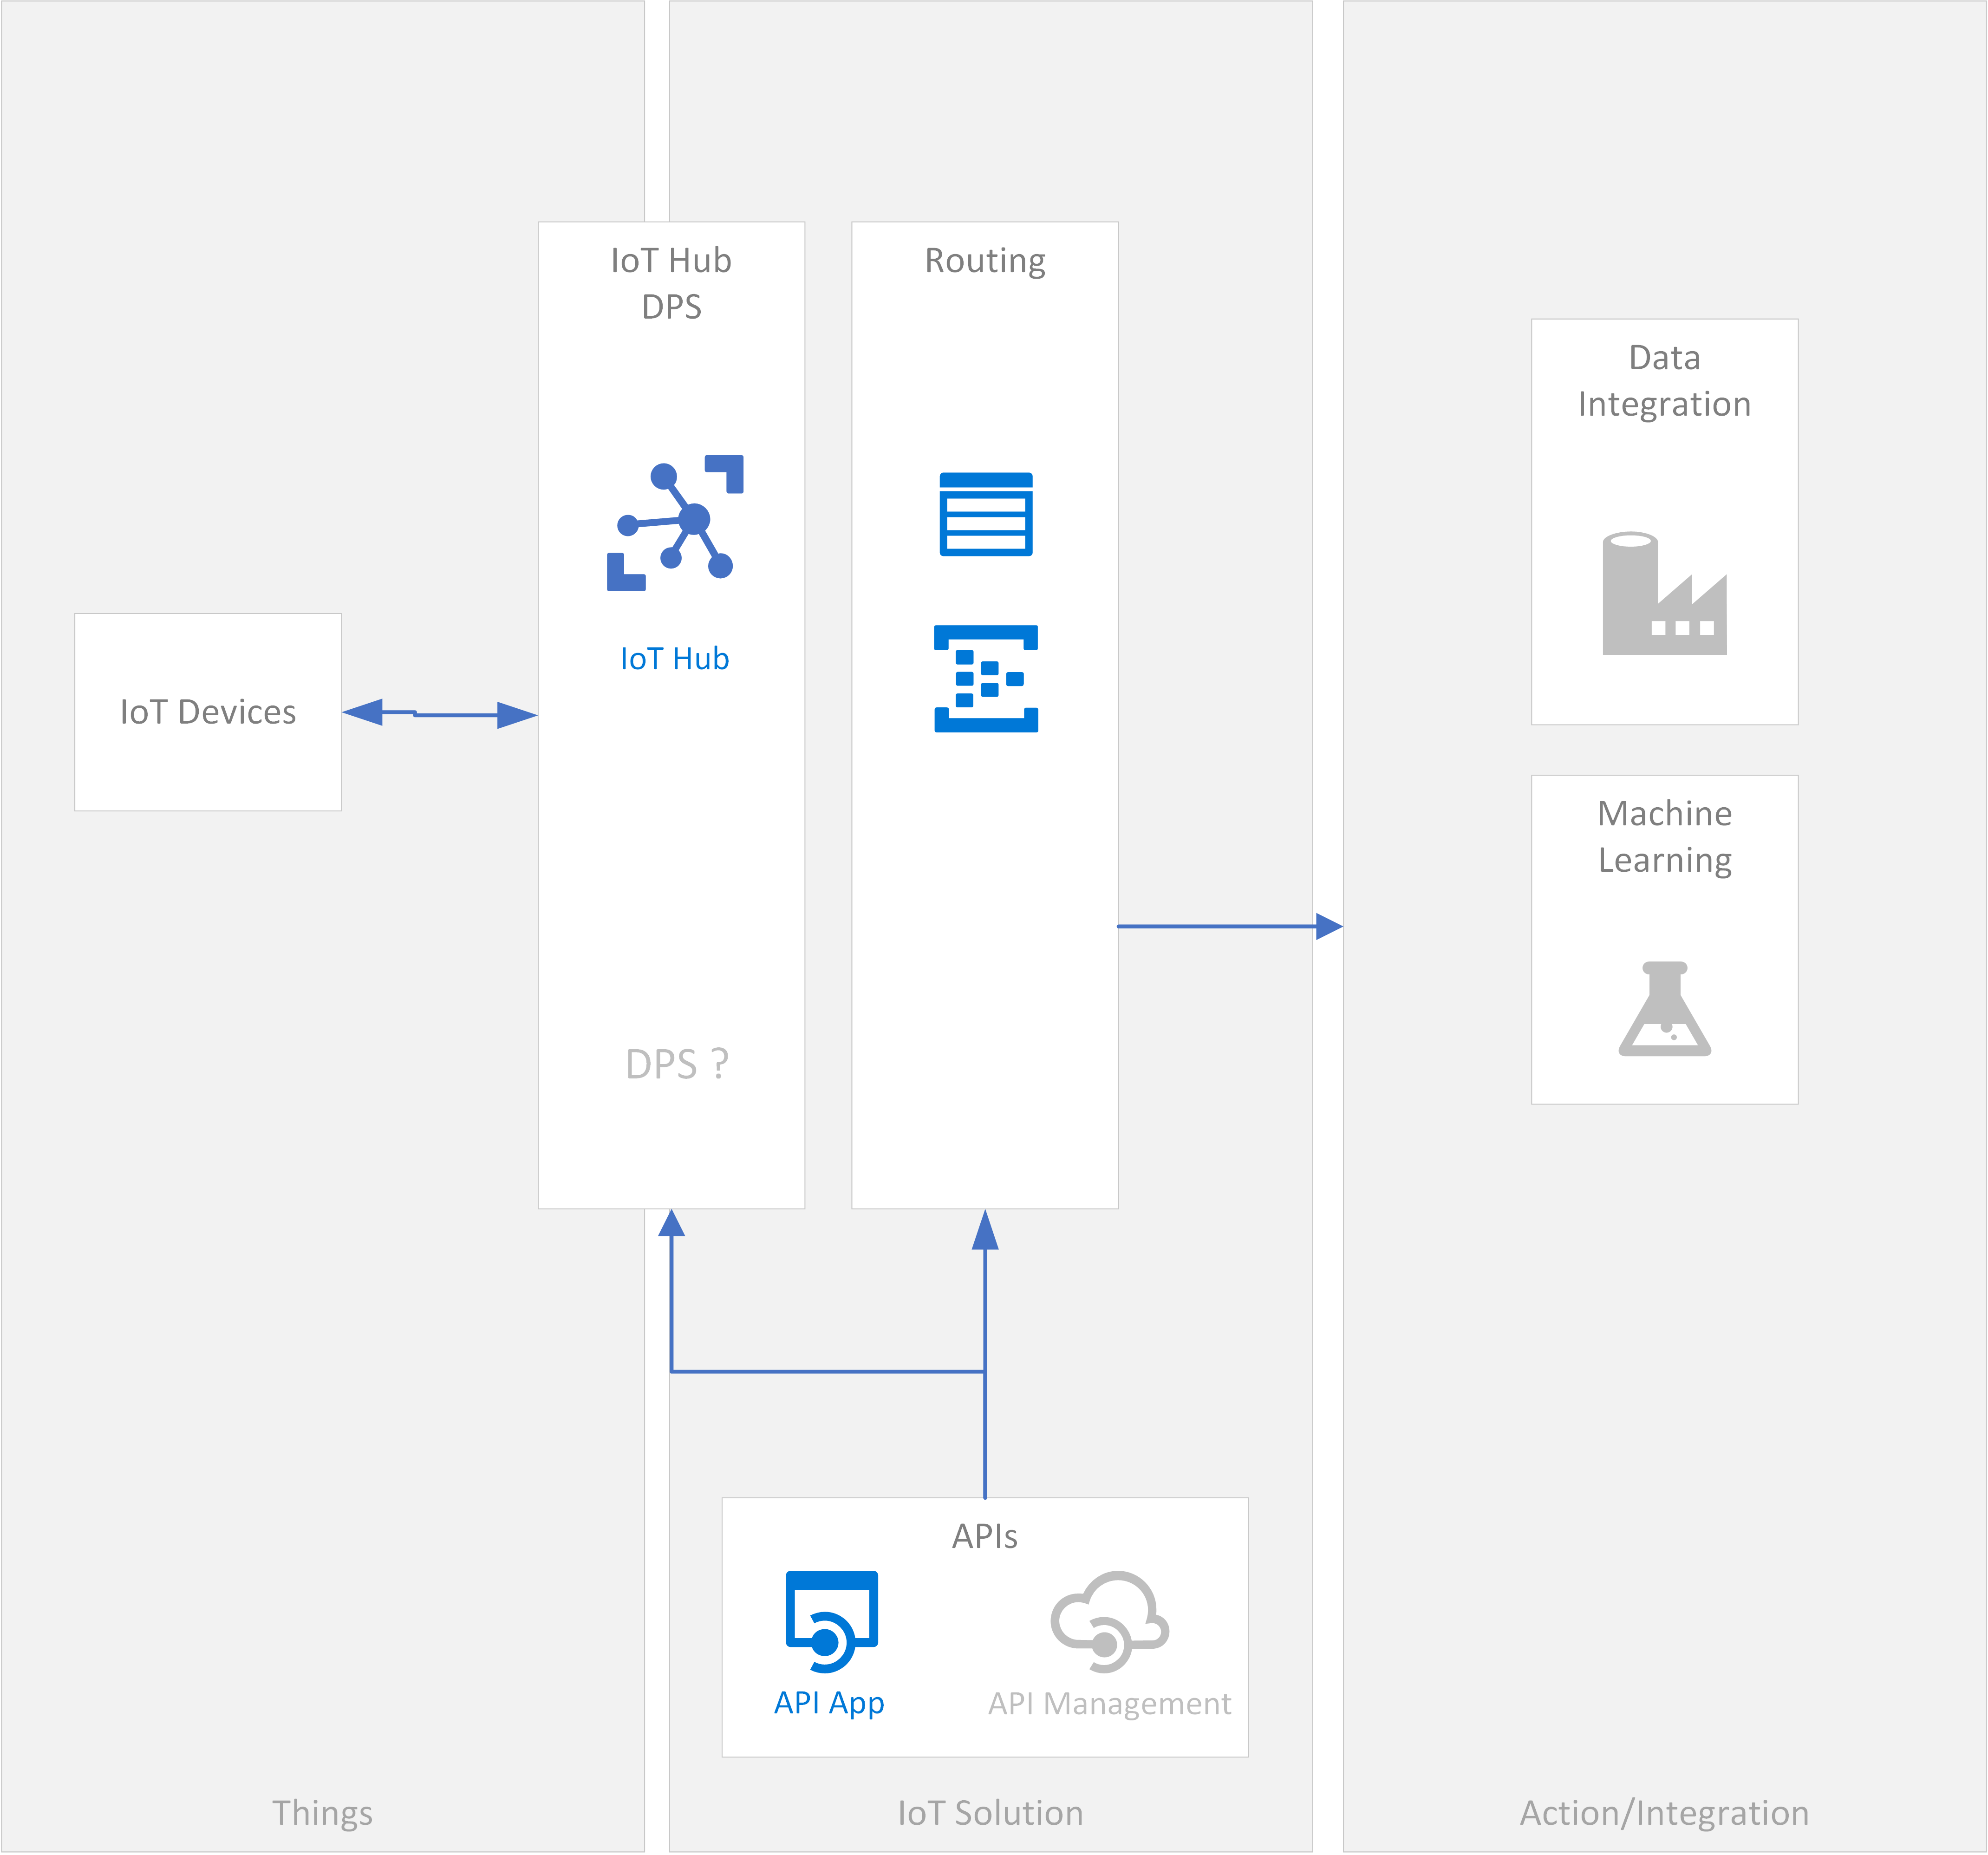 IoT Hub
DPS
Routing
Data
Integration
IoT Hub
IoT Devices
Machine
Learning
DPS ?
APIs
API App
API Management
Things
IoT Solution
Action/Integration